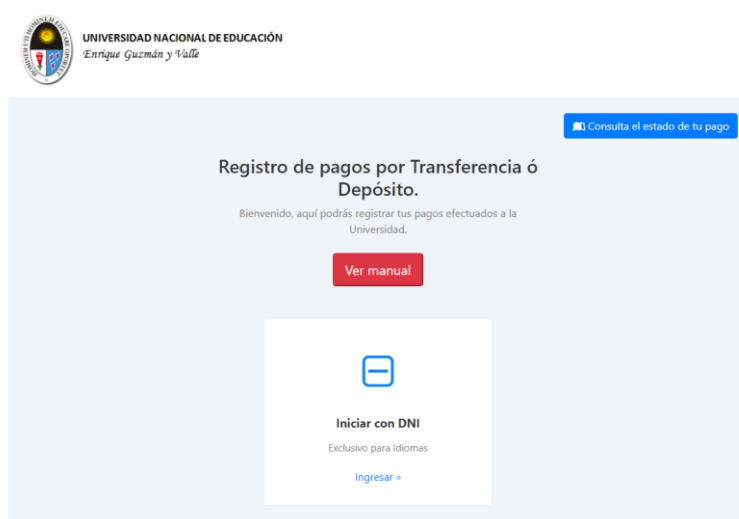 UNIVERSIDAD NACIONAL DE EDUCACIÓN
Enrique Guzmán y Valle
Consulta el estado de tu pago
Registro de pagos por Transferencia ó
Depósito.
Bienvenido, aquí podrás registrar tus pagos efectuados a la
Universidad.
Ver manual
Iniciar con DNI
Exclusivo para Idiomas
Ingresar »